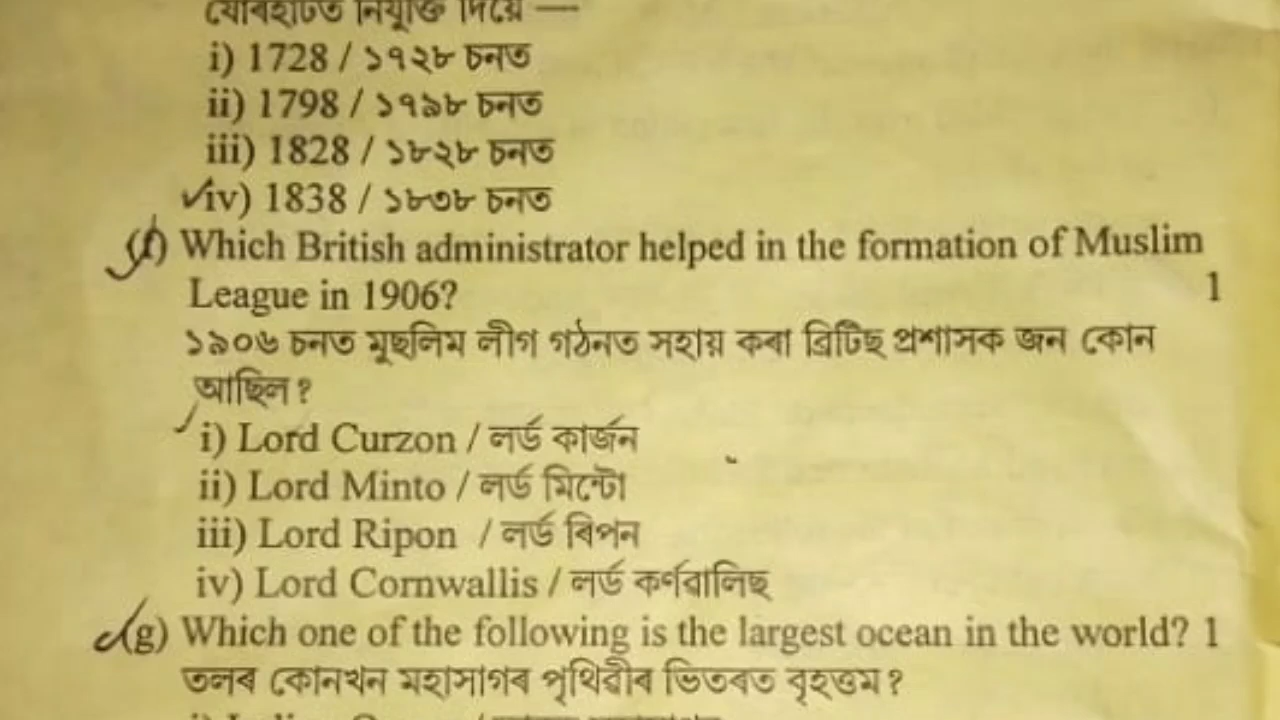 যোৰহাটত নিযুক্তি দিয়ে —
i) 1728 / ১৭২৮ চনত
ii) 1798 / ১৭৯৮ চনত
iii) 1828 / ১৮২৮ চনত
iv) 1838 / ১৮৩৮ চনত
(f) Which British administrator helped in the formation of Muslim
League in 1906? 1
১৯০৬ চনত মুছলিম লীগ গঠনত সহায় কৰা ব্ৰিটিছ প্ৰশাসক জন কোন
আছিল ?
i) Lord Curzon / লৰ্ড কাৰ্জন
ii) Lord Minto / লৰ্ড মিন্টো
iii) Lord Ripon / লৰ্ড ৰিপন
iv) Lord Cornwallis / লৰ্ড কৰ্ণৱালিছ
(g) Which one of the following is the largest ocean in the world? 1
তলৰ কোনখন মহাসাগৰ পৃথিৱীৰ ভিতৰত বৃহত্তম ?